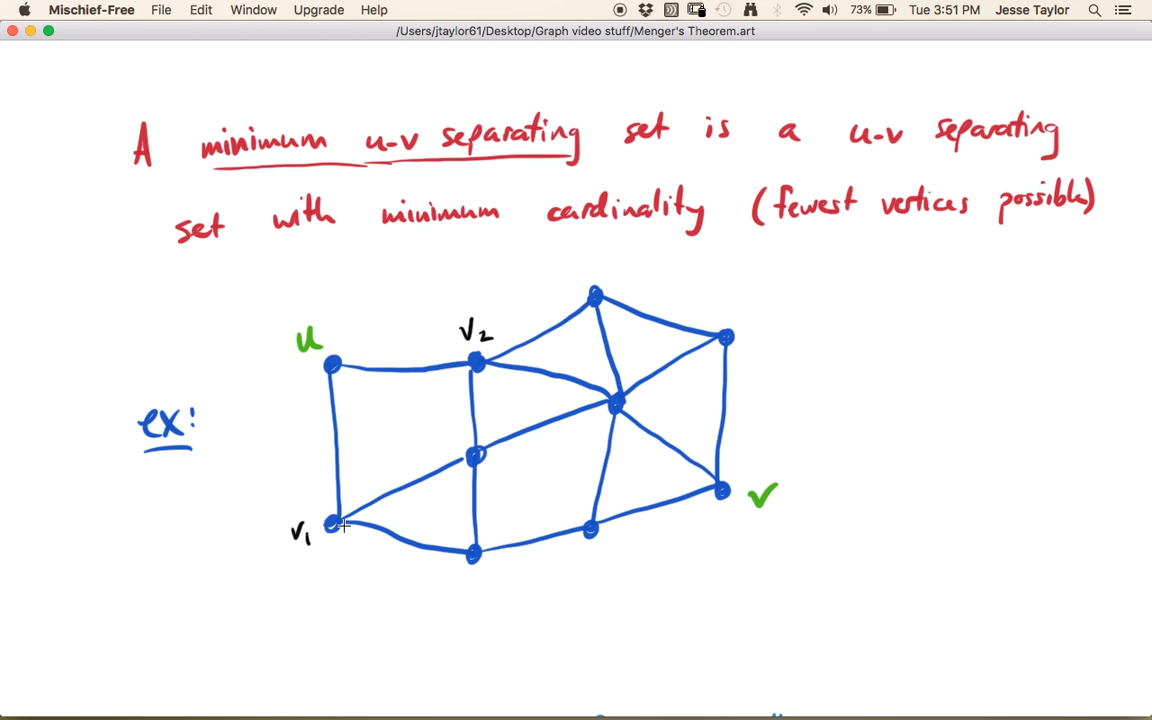 Mischief-Free File Edit Window Upgrade Help 73% Tue 3:51 PM Jesse Taylor
/Users/jtaylor61/Desktop/Graph video stuff/Menger's Theorem.art
A minimum u-v separating set is a u-v separating
set with minimum cardinality (fewest vertices possible)
u
v2
ex:
v
v1